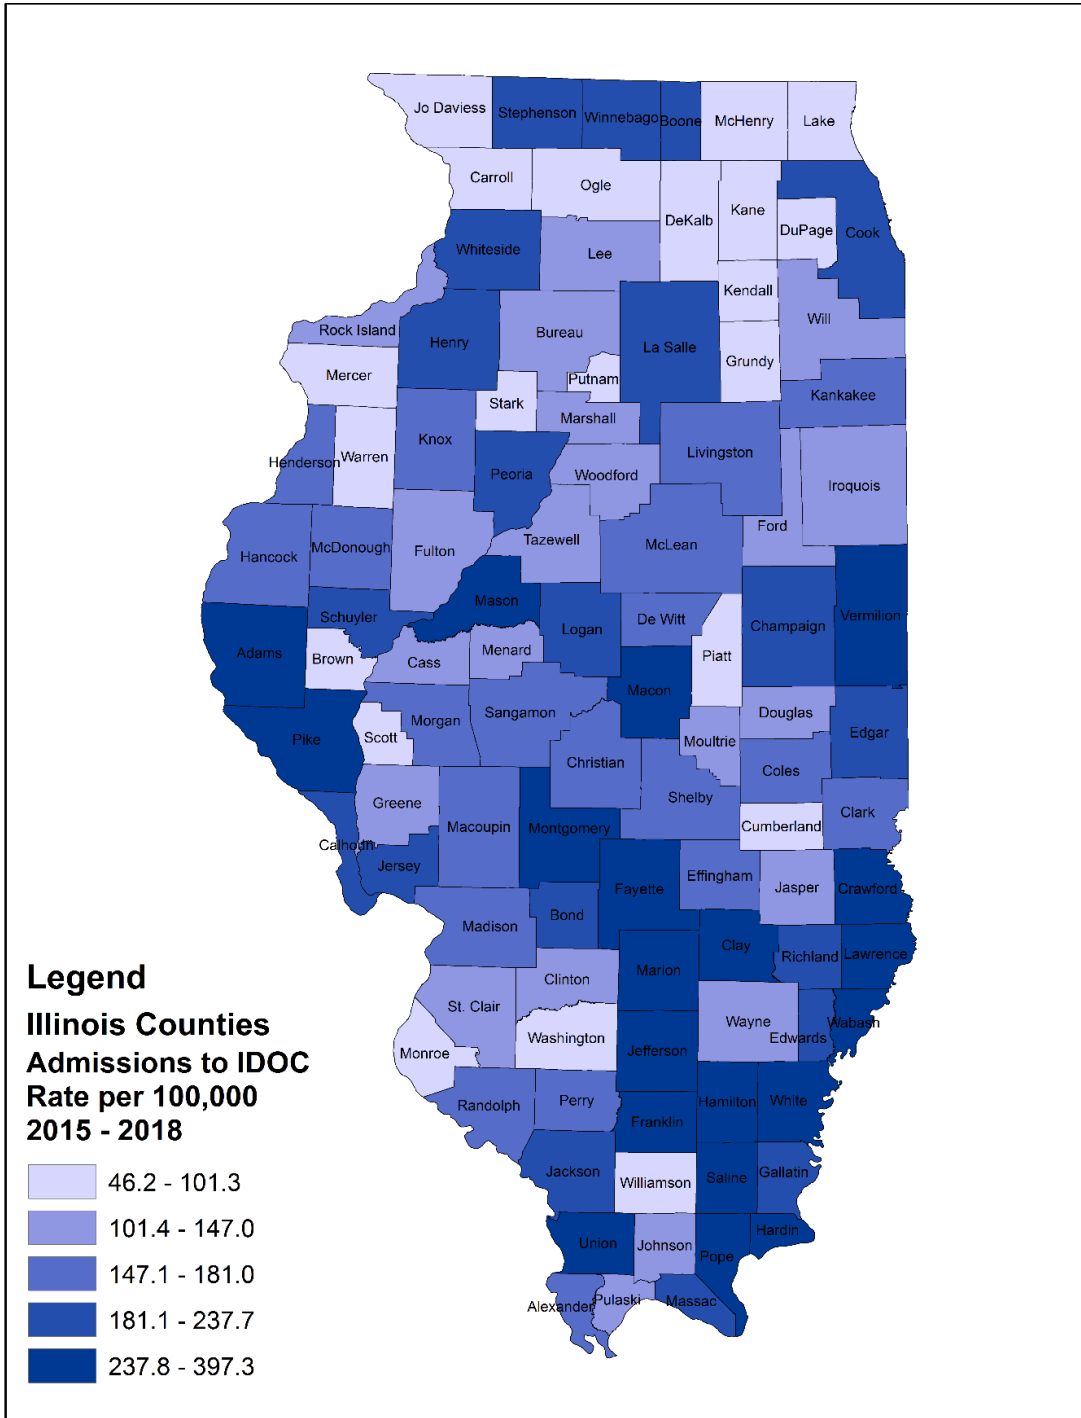 Jo Daviess
Stephenson
Winnebago
Boone
McHenry
Lake
Carroll
Ogle
DeKalb
Kane
DuPage
Cook
Whiteside
Lee
Kendall
Will
Rock Island
Henry
Bureau
La Salle
Grundy
Mercer
Putnam
Stark
Kankakee
Marshall
Knox
Henderson
Warren
Peoria
Woodford
Livingston
Iroquois
Ford
Hancock
McDonough
Fulton
Tazewell
McLean
Mason
Schuyler
Logan
De Witt
Champaign
Vermilion
Adams
Brown
Cass
Menard
Piatt
Macon
Pike
Scott
Morgan
Sangamon
Douglas
Moultrie
Edgar
Christian
Coles
Shelby
Greene
Macoupin
Montgomery
Cumberland
Clark
Calhoun
Jersey
Fayette
Effingham
Jasper
Crawford
Madison
Bond
Clay
Richland
Lawrence
Marion
Clinton
St. Clair
Washington
Wayne
Edwards
Wabash
Monroe
Jefferson
Randolph
Perry
Franklin
Hamilton
White
Jackson
Williamson
Saline
Gallatin
Union
Johnson
Pope
Hardin
Alexander
Pulaski
Massac
Legend
Illinois Counties
Admissions to IDOC
Rate per 100,000
2015 - 2018
46.2 - 101.3
101.4 - 147.0
147.1 - 181.0
181.1 - 237.7
237.8 - 397.3